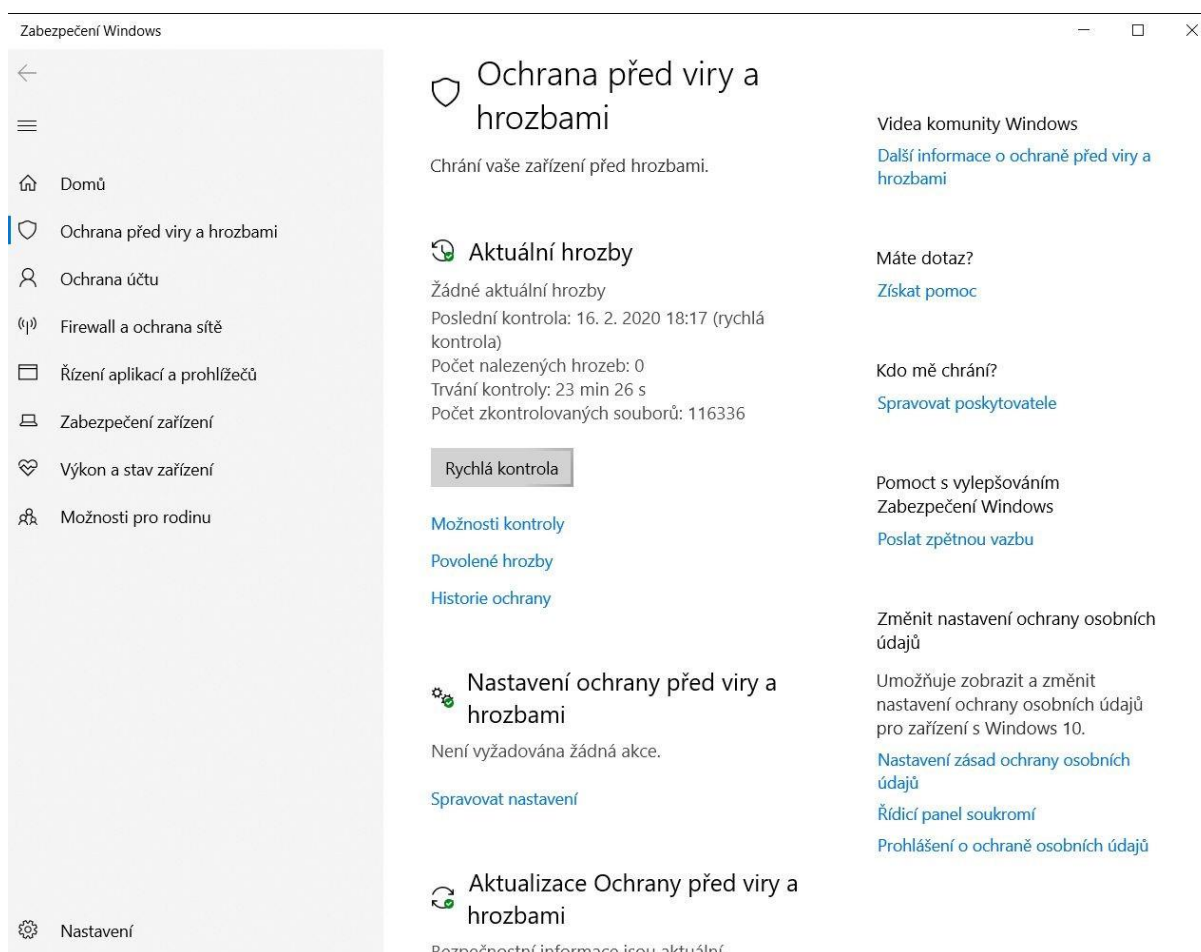 Zabezpečení Windows
Domů
Ochrana před viry a hrozbami
Ochrana účtu
Firewall a ochrana sítě
Řízení aplikací a prohlížečů
Zabezpečení zařízení
Výkon a stav zařízení
Možnosti pro rodinu
Nastavení
Ochrana před viry a
hrozbami
Chrání vaše zařízení před hrozbami.
Aktuální hrozby
Žádné aktuální hrozby
Poslední kontrola: 16. 2. 2020 18:17 (rychlá
kontrola)
Počet nalezených hrozeb: 0
Trvání kontroly: 23 min 26 s
Počet zkontrolovaných souborů: 116336
Rychlá kontrola
Možnosti kontroly
Povolené hrozby
Historie ochrany
Nastavení ochrany před viry a
hrozbami
Není vyžadována žádná akce.
Spravovat nastavení
Aktualizace Ochrany před viry a
hrozbami
Bezpečnostní informace jsou aktuální
Videa komunity Windows
Další informace o ochraně před viry a
hrozbami
Máte dotaz?
Získat pomoc
Kdo mě chrání?
Spravovat poskytovatele
Pomoct s vylepšováním
Zabezpečení Windows
Poslat zpětnou vazbu
Změnit nastavení ochrany osobních
údajů
Umožňuje zobrazit a změnit
nastavení ochrany osobních údajů
pro zařízení s Windows 10.
Nastavení zásad ochrany osobních
údajů
Řídicí panel soukromí
Prohlášení o ochraně osobních údajů